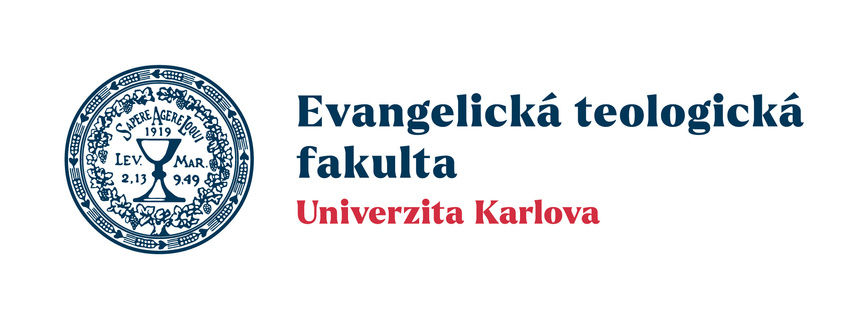 SAPERE AGERE LOQUI
1919
LEV. MAR.
2,13 9.49
Evangelická teologická
fakulta
Univerzita Karlova